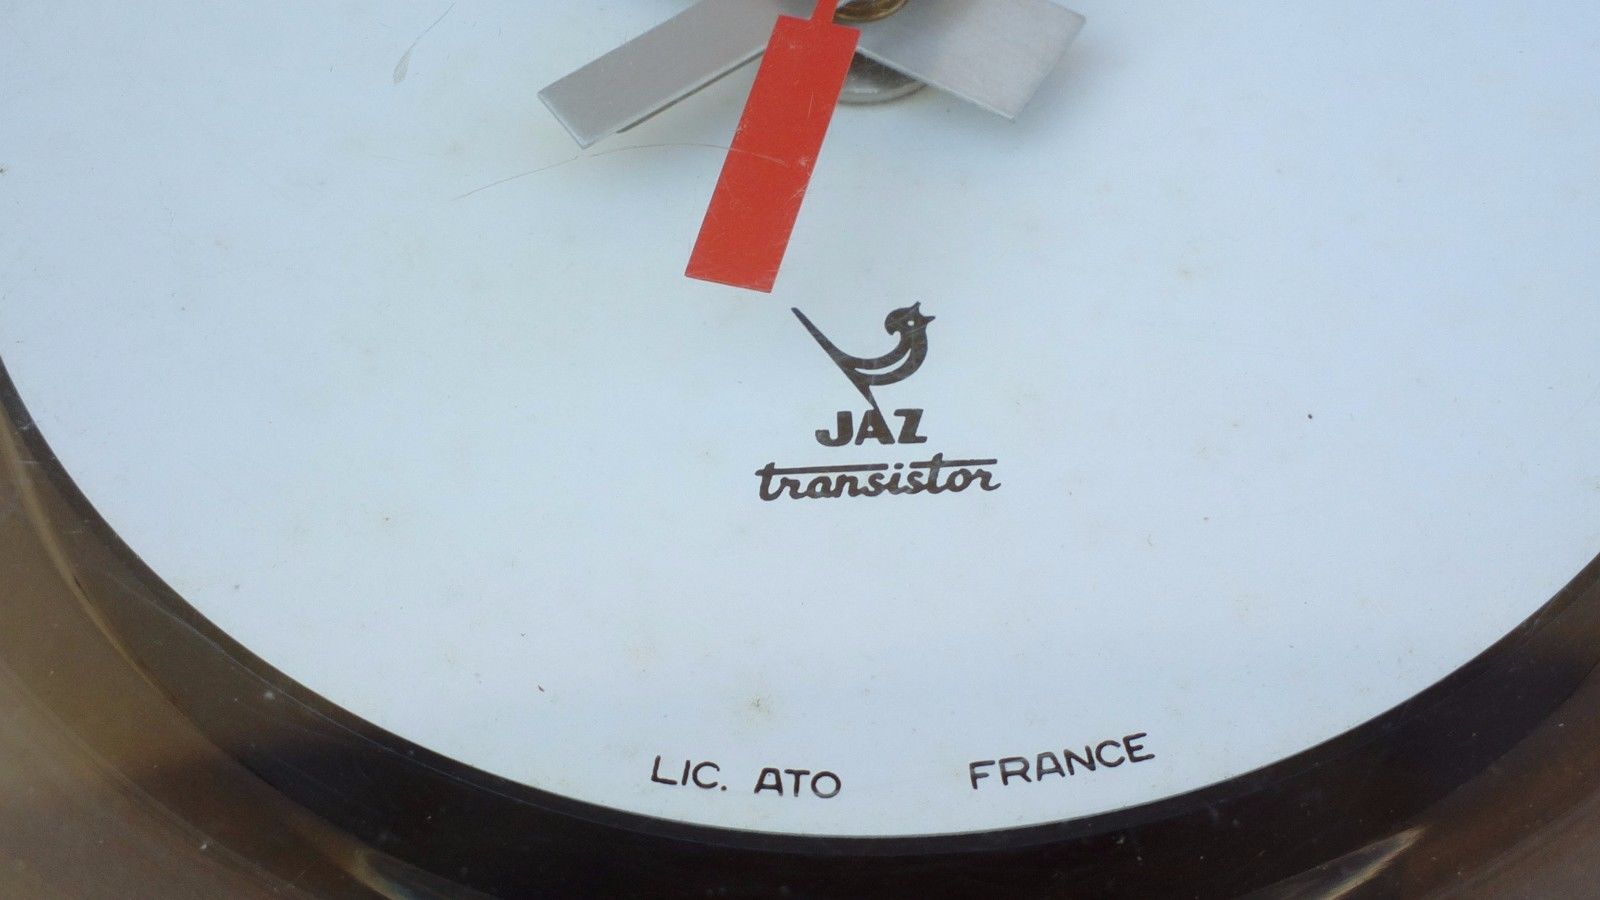 JAZ
transistor
LIC. ATO FRANCE